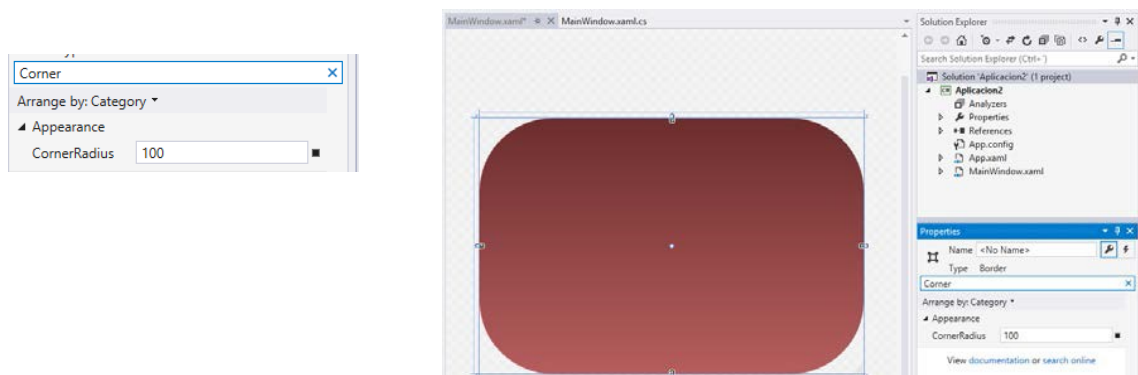 Corner
Arrange by: Category
Appearance
CornerRadius 100
MainWindow.xaml* MainWindow.xaml.cs
Solution Explorer
Search Solution Explorer (Ctrl+`)
Solution 'Aplicacion2' (1 project)
Aplicacion2
Analyzers
Properties
References
App.config
App.xaml
MainWindow.xaml
Properties
Name <No Name>
Type Border
Corner
Arrange by: Category
Appearance
CornerRadius 100
View documentation or search online